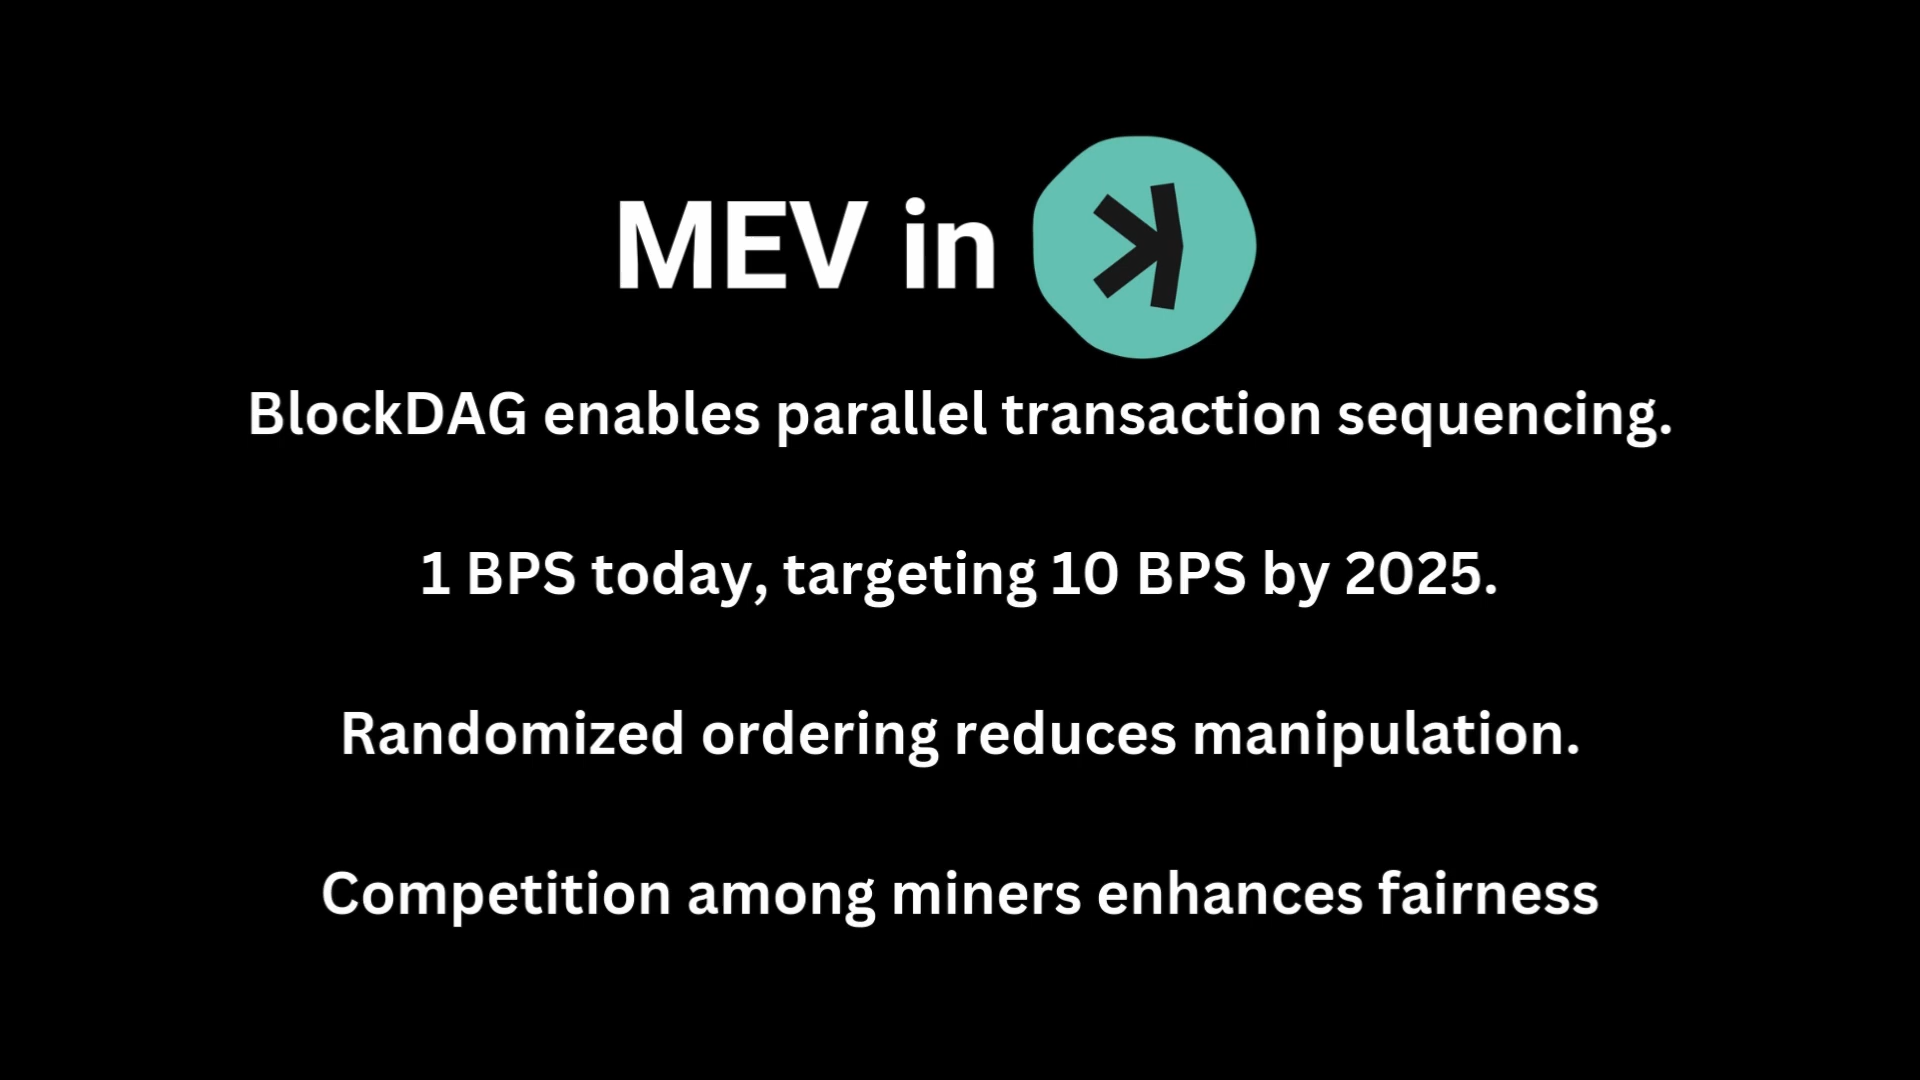 MEV in
BlockDAG enables parallel transaction sequencing.
1 BPS today, targeting 10 BPS by 2025.
Randomized ordering reduces manipulation.
Competition among miners enhances fairness